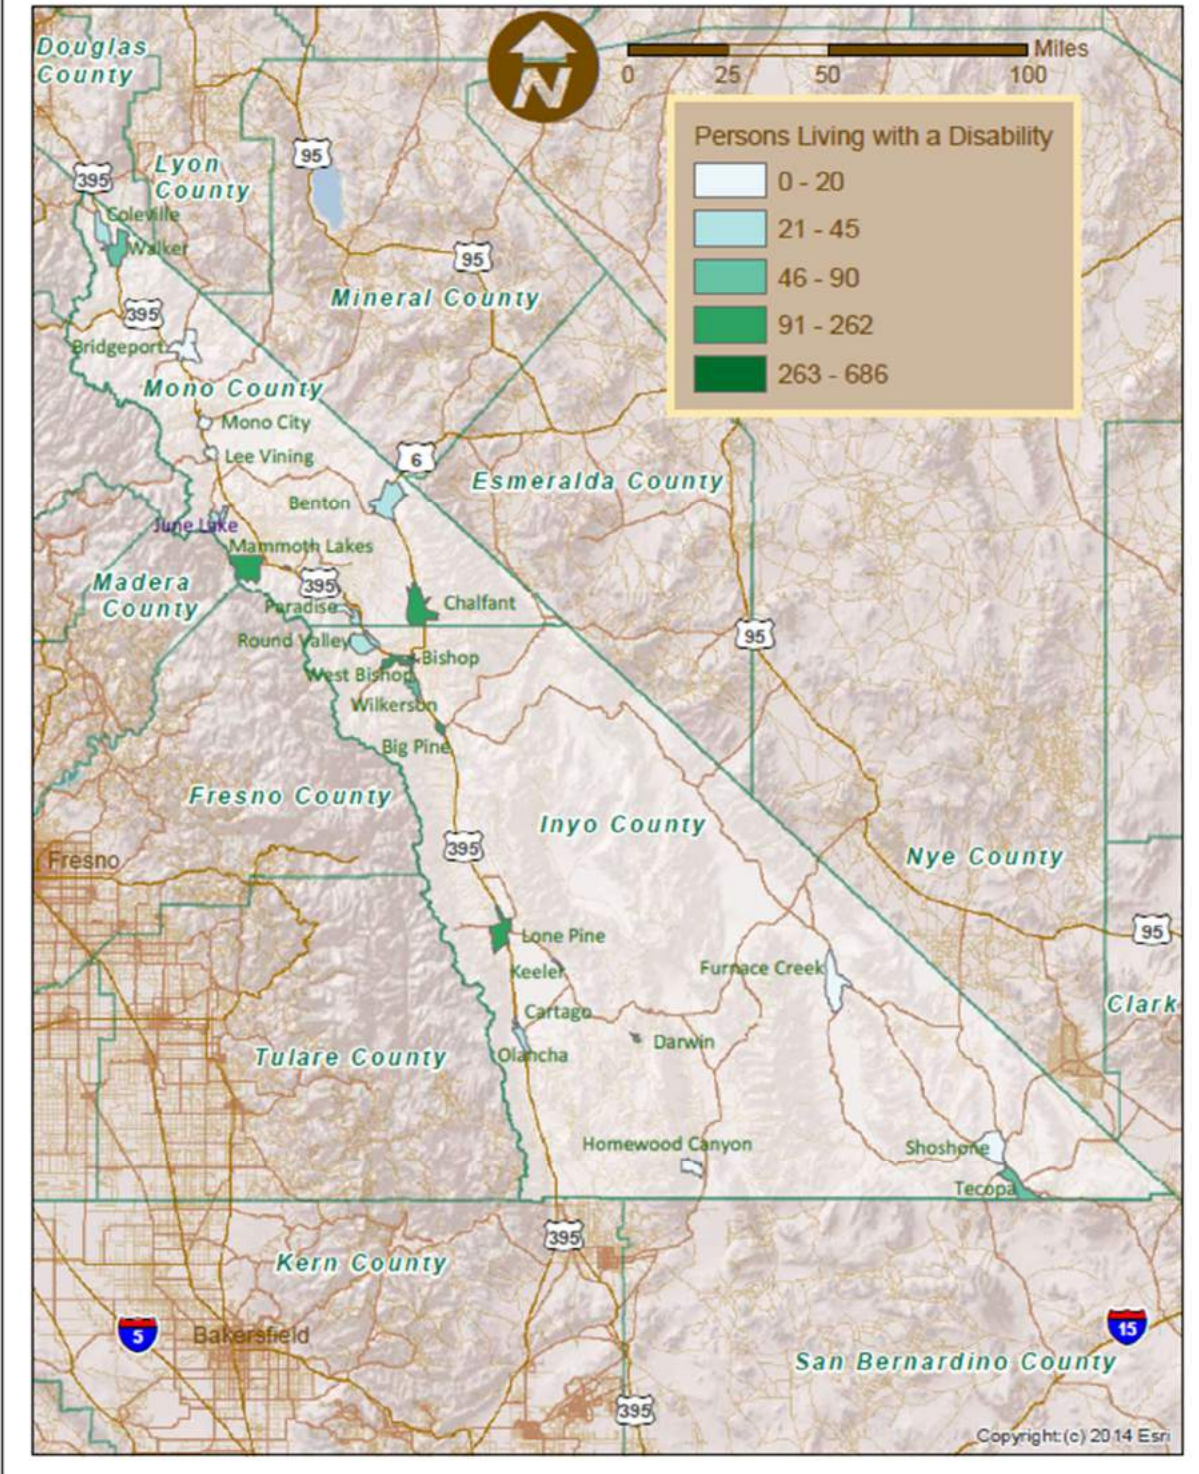 Douglas
County
Miles
0 25 50 100
N
Persons Living with a Disability
0 - 20
21 - 45
46 - 90
91 - 262
263 - 686
95
Lyon
County
395
Coleville
Walker
95
Mineral County
395
Bridgeport
Mono County
Mono City
Lee Vining
6
Esmeralda County
Benton
June Lake
Mammoth Lakes
Madera
County
395
Paradise
Chalfant
Round Valley
95
Bishop
West Bishop
Wilkerson
Big Pine
Fresno County
Inyo County
395
Fresno
Nye County
95
Lone Pine
Keeler
Furnace Creek
Cartago
Clark
Darwin
Olancha
Tulare County
Homewood Canyon
Shoshone
Tecopa
395
Kern County
5
Bakersfield
15
San Bernardino County
395
Copyright:(c) 2014 Esri